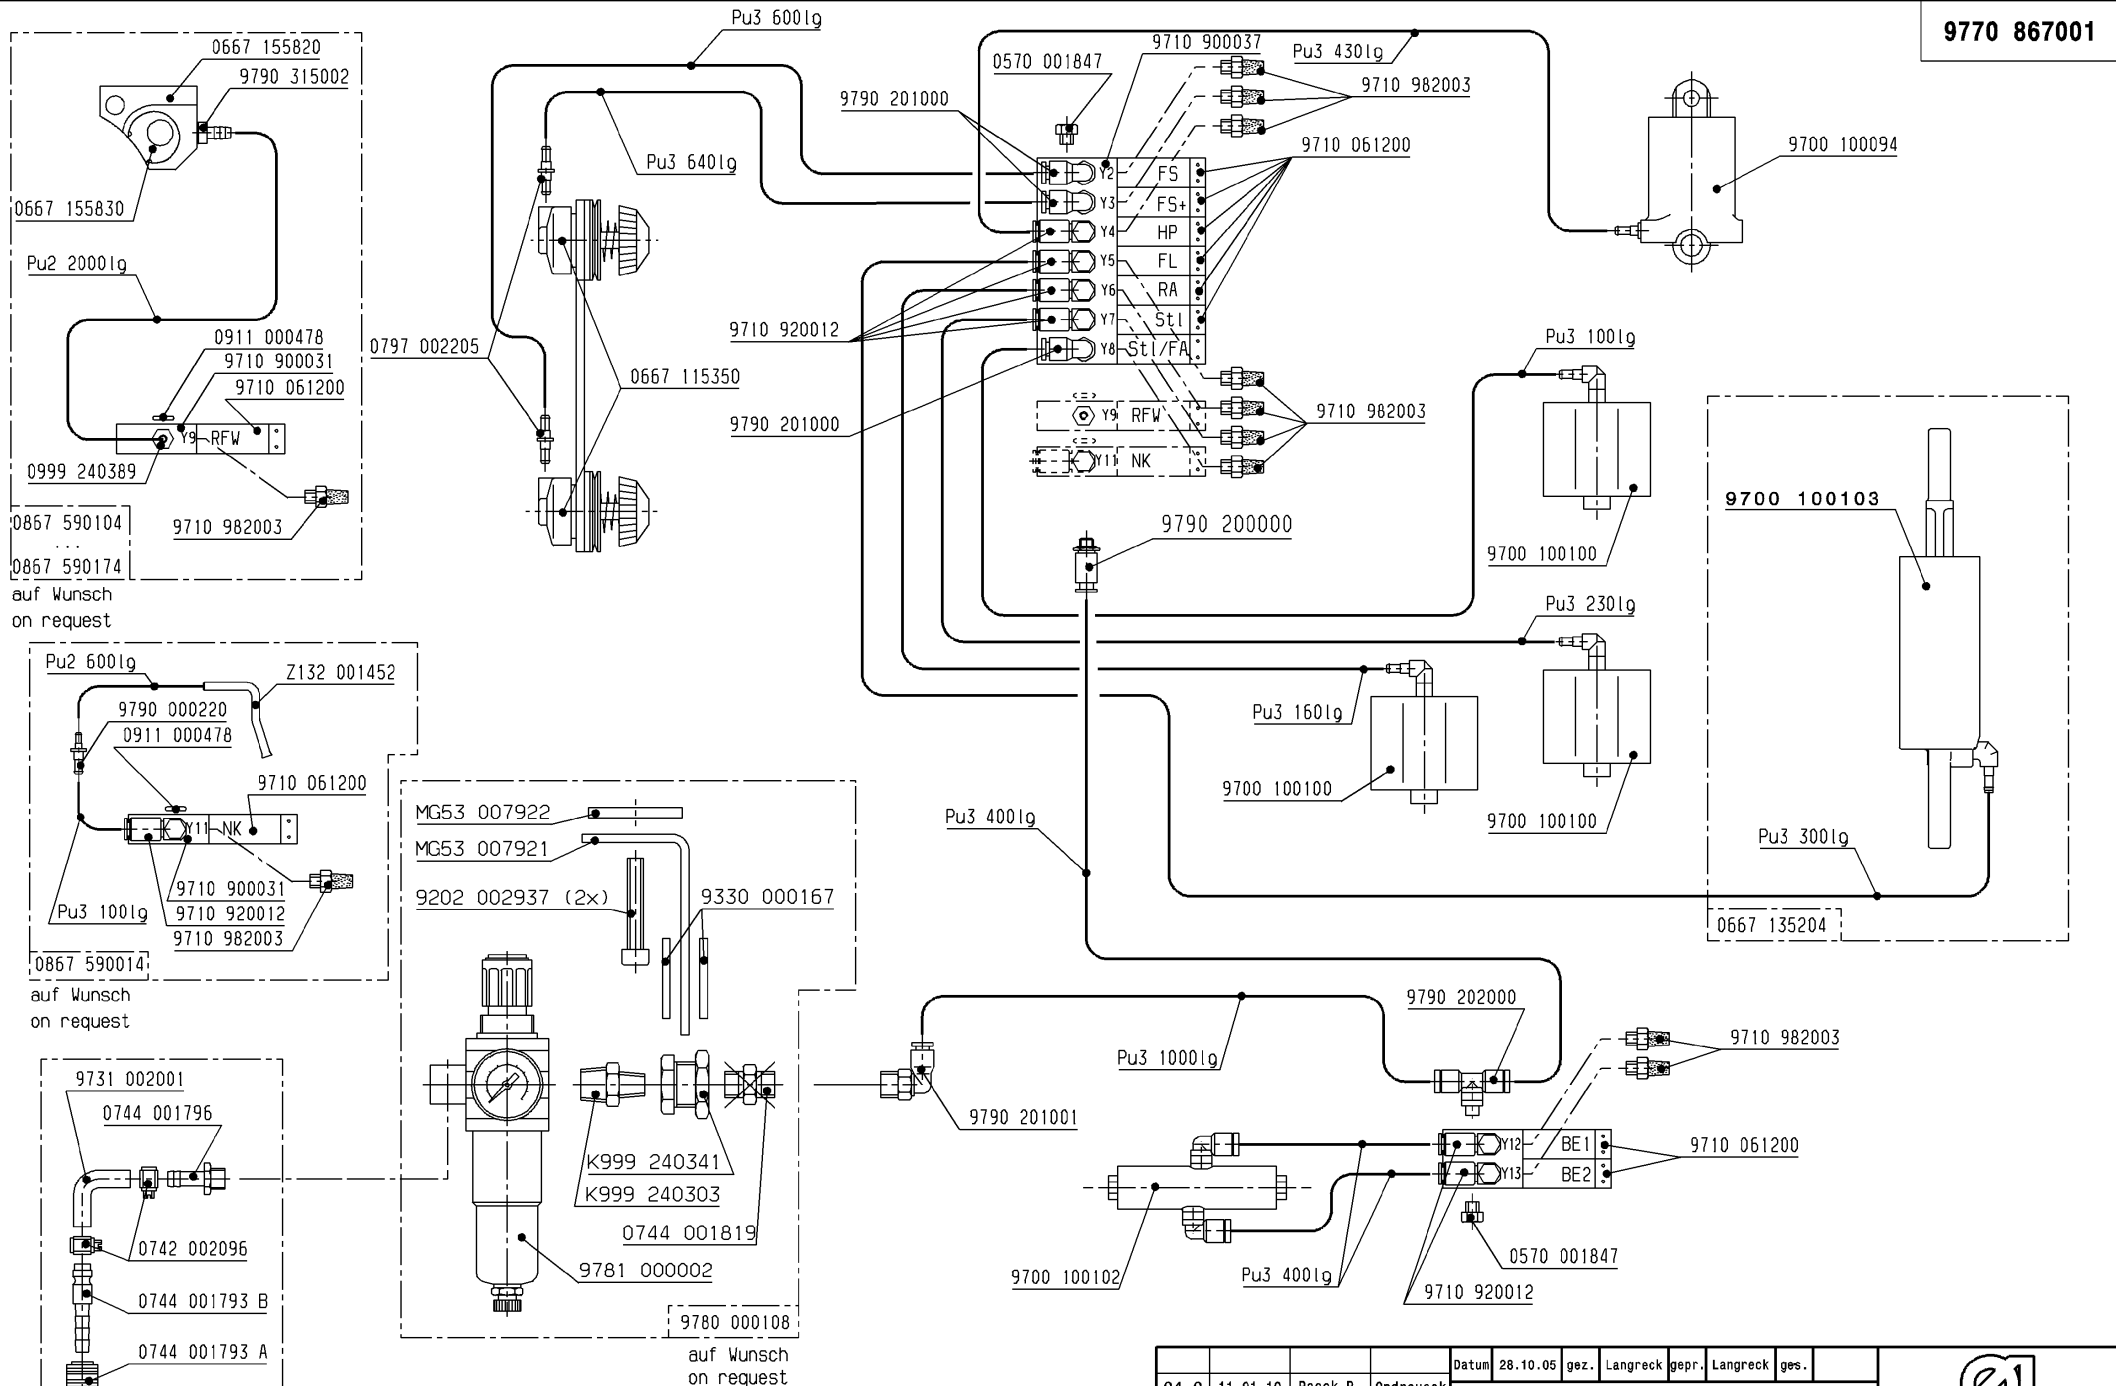 9770 867001
0667 155820
9790 315002
0667 155830
Pu2 2000lg
0911 000478
9710 900031
9710 061200
Y9
RFW
0999 240389
9710 982003
0867 590104
...
0867 590174
auf Wunsch
on request
Pu3 600lg
Pu3 640lg
0797 002205
0667 115350
0570 001847
9710 900037
9790 201000
Pu3 430lg
9710 982003
9710 061200
9700 100094
Y2 FS
Y3 FS+
Y4 HP
Y5 FL
Y6 RA
Y7 Stl
Y8 Stl/FA
Y9 RFW
Y11 NK
9710 920012
9790 201000
9710 982003
Pu3 100lg
9700 100100
9790 200000
Pu3 230lg
9700 100100
Pu3 160lg
9700 100100
9700 100103
Pu3 300lg
0667 135204
Pu2 600lg
Z132 001452
9790 000220
0911 000478
9710 061200
Y11
NK
9710 900031
Pu3 100lg
9710 920012
9710 982003
0867 590014
auf Wunsch
on request
MG53 007922
MG53 007921
9202 002937 (2x)
9330 000167
K999 240341
K999 240303
0744 001819
9781 000002
9780 000108
auf Wunsch
on request
9731 002001
0744 001796
0742 002096
0744 001793 B
0744 001793 A
Pu3 400lg
Pu3 1000lg
9790 201001
9790 202000
9710 982003
Y12 BE1
Y13 BE2
9710 061200
0570 001847
9710 920012
9700 100102
Pu3 400lg
Datum 28.10.05 gez. Langreck gepr. Langreck ges.